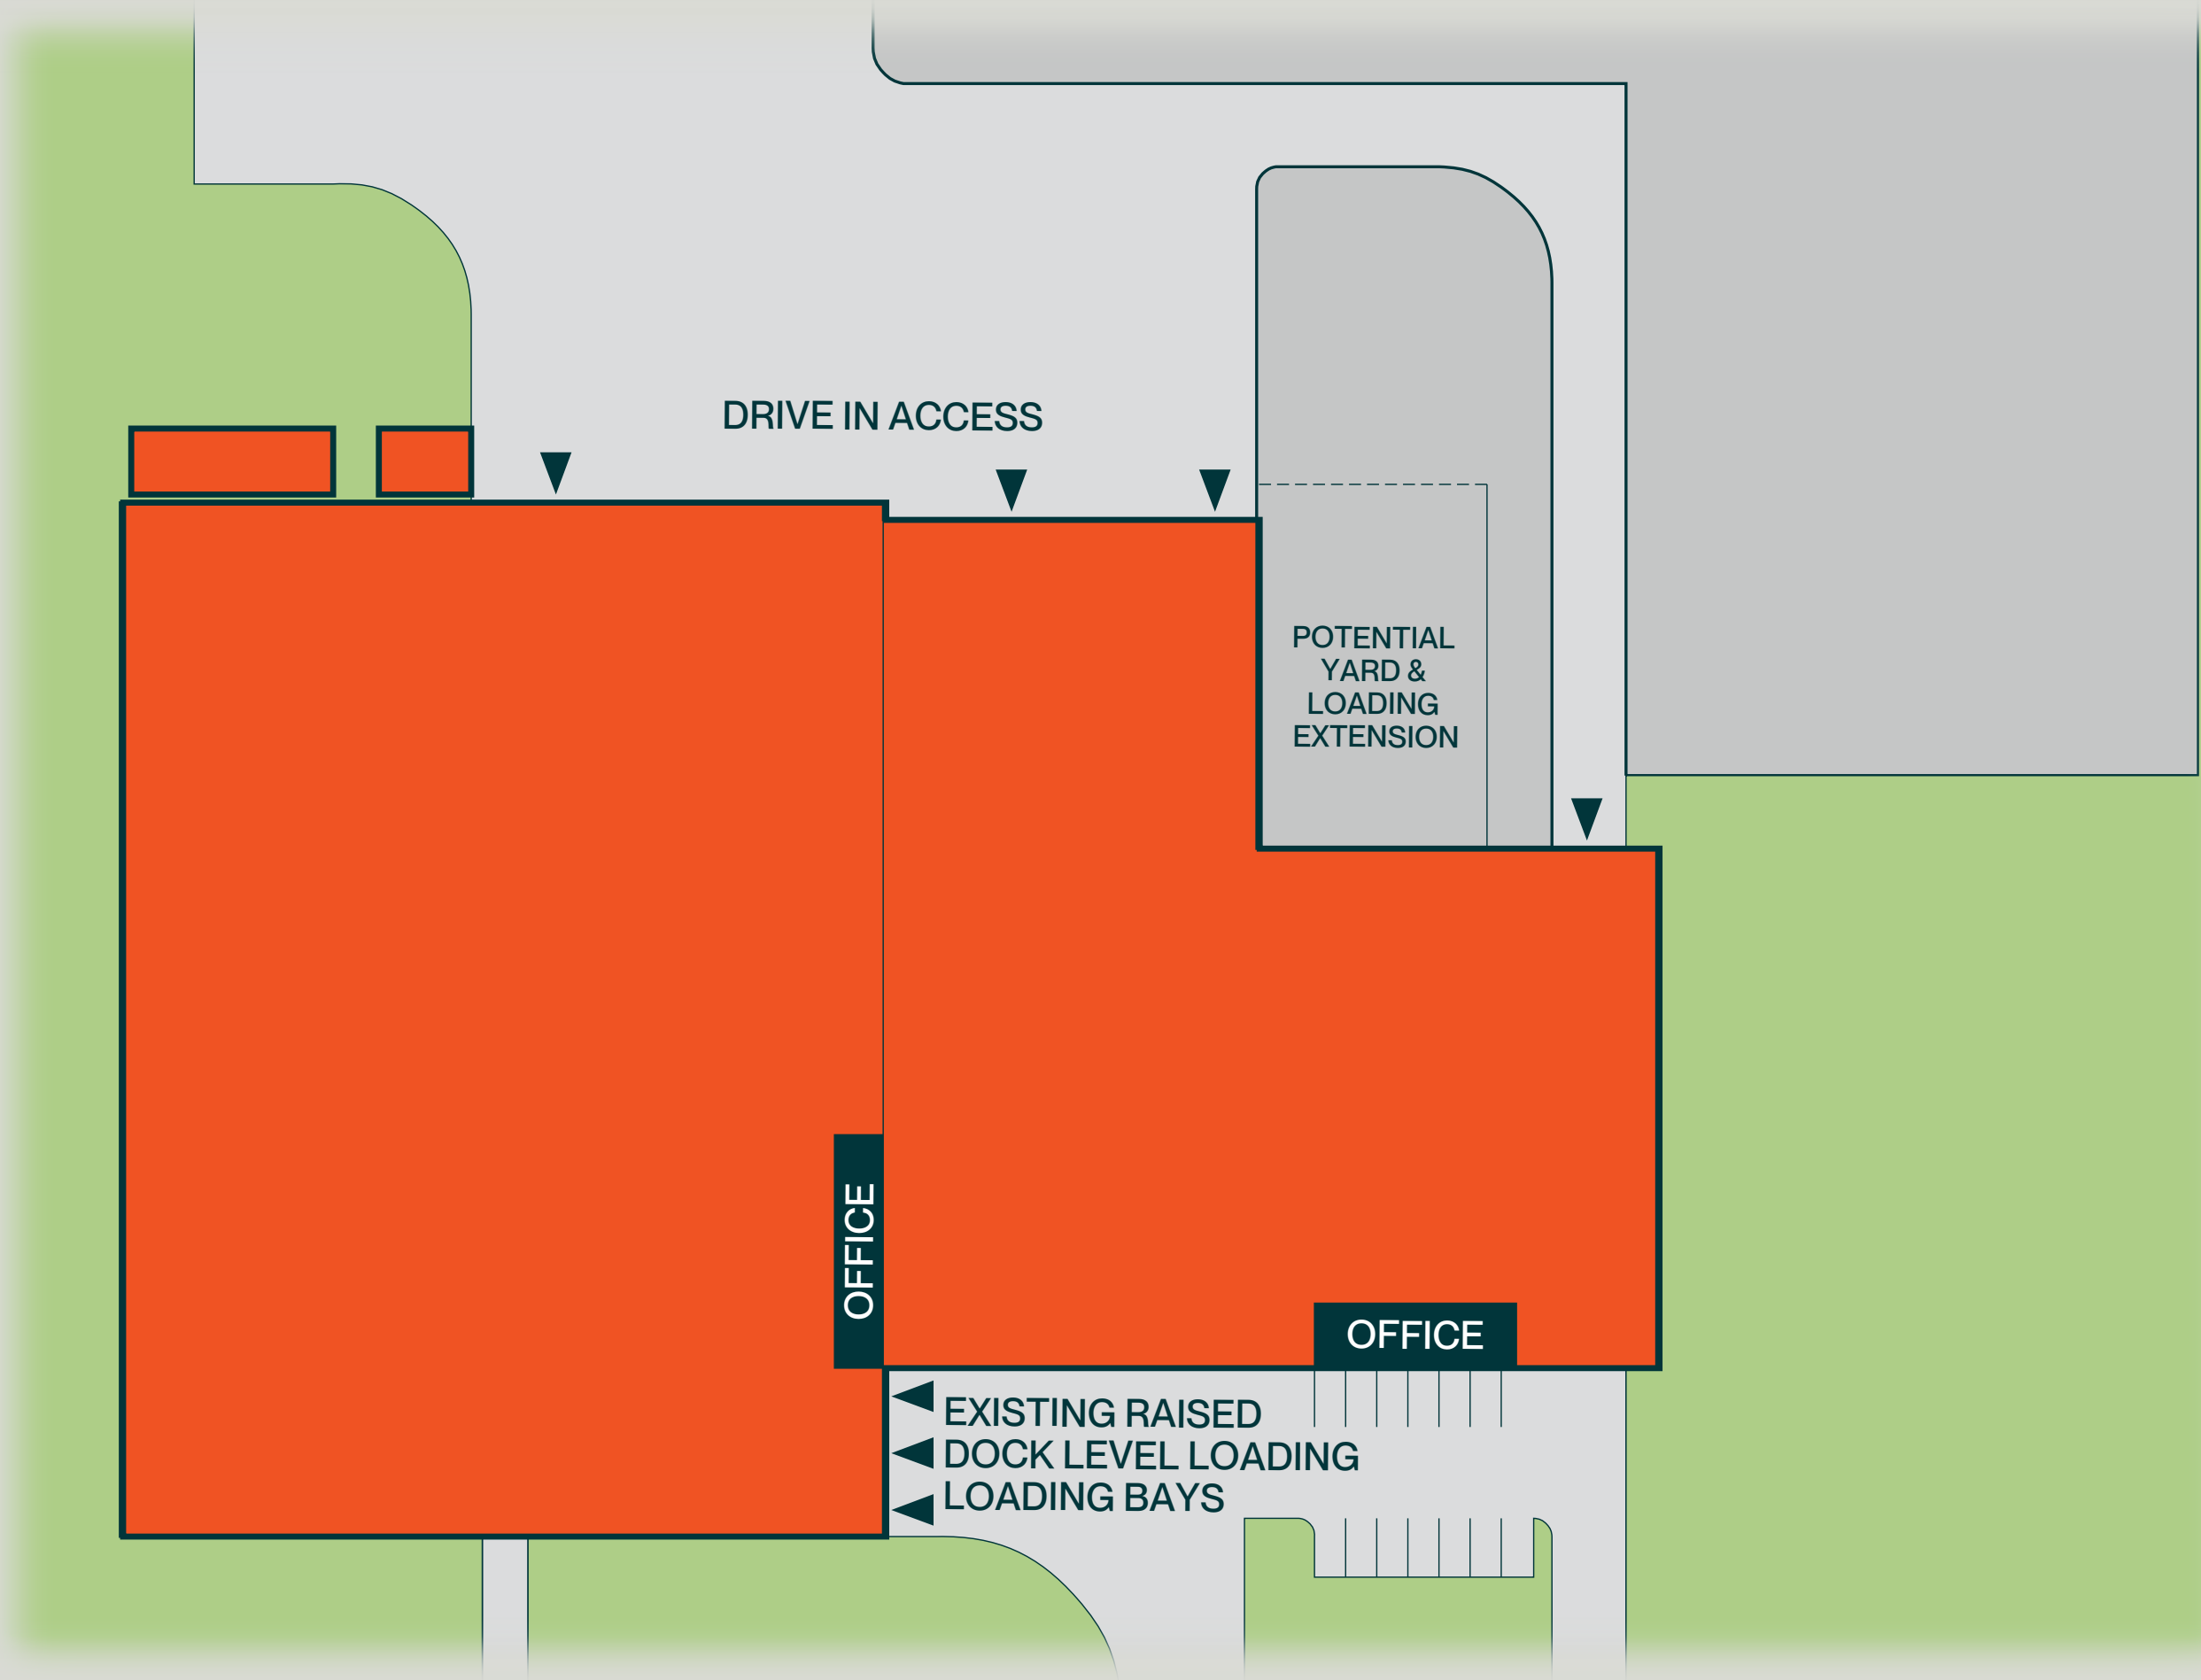 DRIVE IN ACCESS
POTENTIAL
YARD &
LOADING
EXTENSION
OFFICE
OFFICE
EXISTING RAISED
DOCK LEVEL LOADING
LOADING BAYS